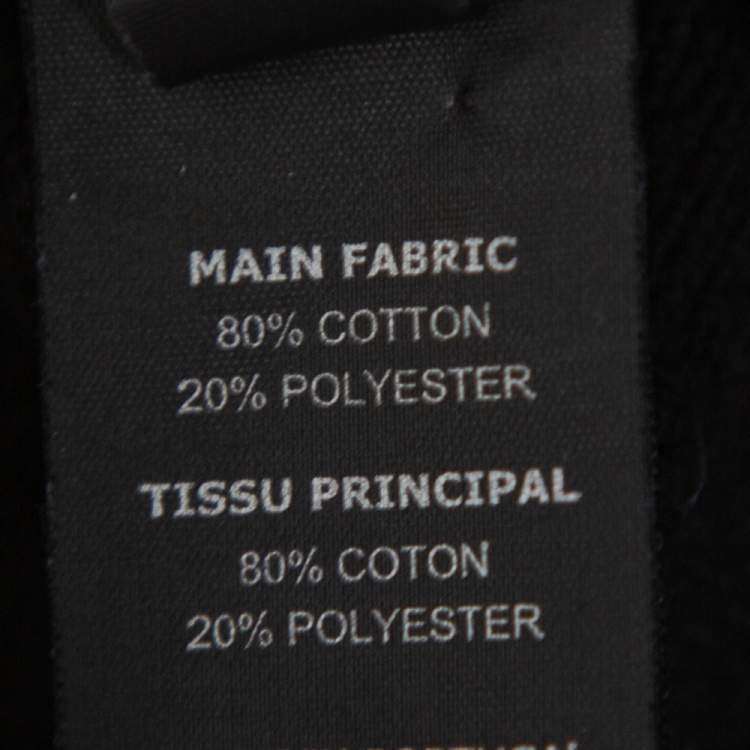 MAIN FABRIC
80% COTTON
20% POLYESTER
TISSU PRINCIPAL
80% COTON
20% POLYESTER